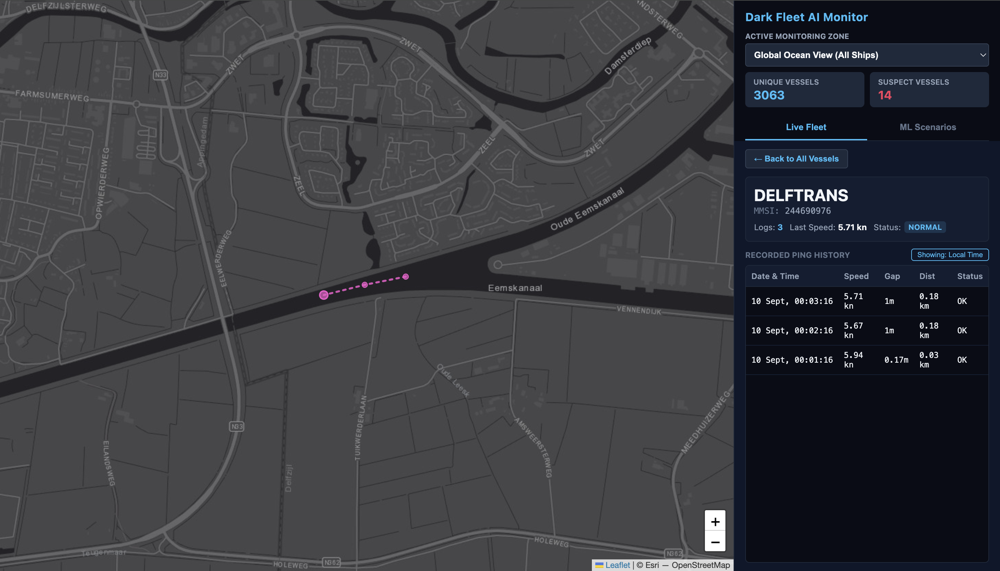 DELFZIJLSTERWEG
NDSTERWEG
ZWET
Damsterdiep
ZWET
N33
FARMSUMERWEG
Appingedam
ZEEL
ZWET
OPWIERDERWEG
ZEEL
Oude Eemskanaal
EELWERDERWEG
Eemskanaal
VENNENDIJK
Oude Leesk
TUIKWERDERLAAN
N33
AMSWEERSTERWEG
MEEDHUIZERWEG
EILANDSWEG
Delfzijl
HOLEWEG
Teugenmaar
N362
N362
HOLEWEG
+
−
Leaflet | © Esri — OpenStreetMap
Dark Fleet AI Monitor
ACTIVE MONITORING ZONE
Global Ocean View (All Ships)
UNIQUE VESSELS
3063
SUSPECT VESSELS
14
Live Fleet
ML Scenarios
← Back to All Vessels
DELFTRANS
MMSI: 244690976
Logs: 3 Last Speed: 5.71 kn Status: NORMAL
RECORDED PING HISTORY
Showing: Local Time
Date & Time Speed Gap Dist Status
10 Sept, 00:03:16 5.71 kn 1m 0.18 km OK
10 Sept, 00:02:16 5.67 kn 1m 0.18 km OK
10 Sept, 00:01:16 5.94 kn 0.17m 0.03 km OK